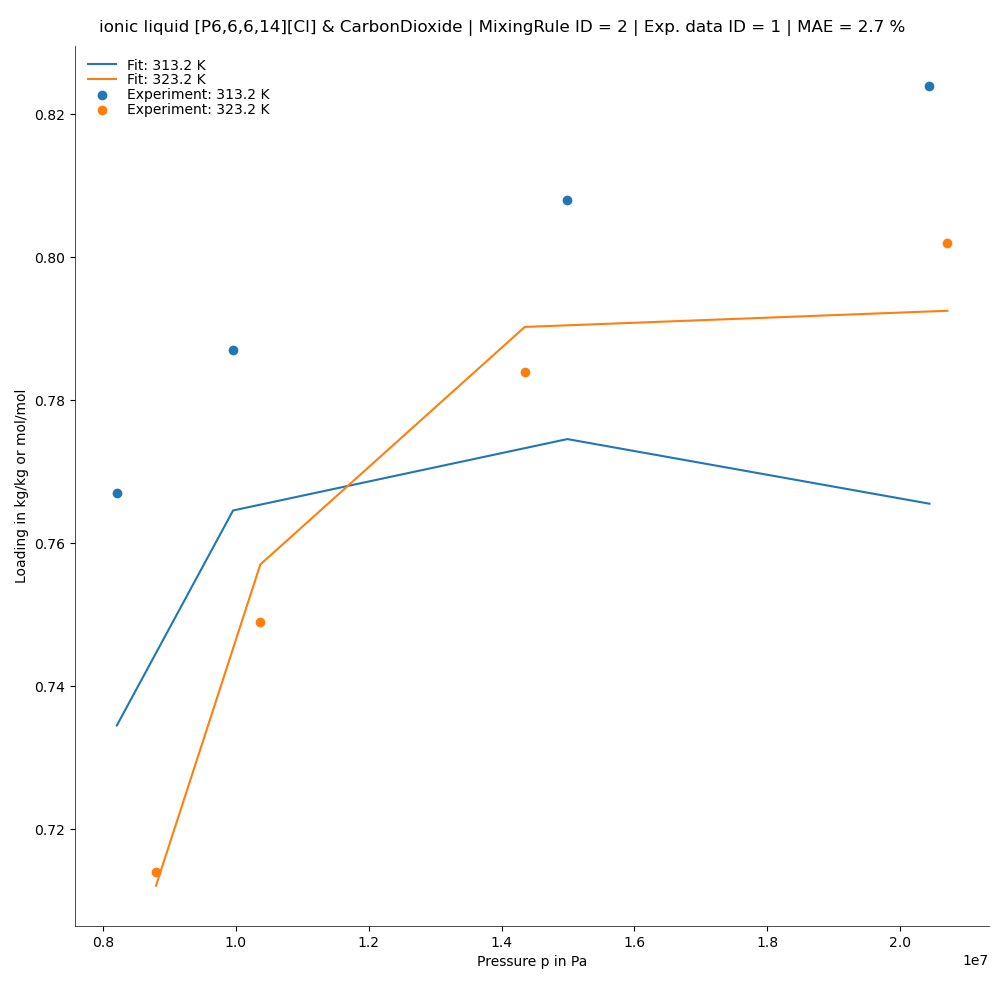 ionic liquid [P6,6,6,14][Cl] & CarbonDioxide | MixingRule ID = 2 | Exp. data ID = 1 | MAE = 2.7 %
Fit: 313.2 K
Fit: 323.2 K
Experiment: 313.2 K
Experiment: 323.2 K
0.82
0.80
0.78
0.76
0.74
0.72
Loading in kg/kg or mol/mol
0.8 1.0 1.2 1.4 1.6 1.8 2.0
1e7
Pressure p in Pa